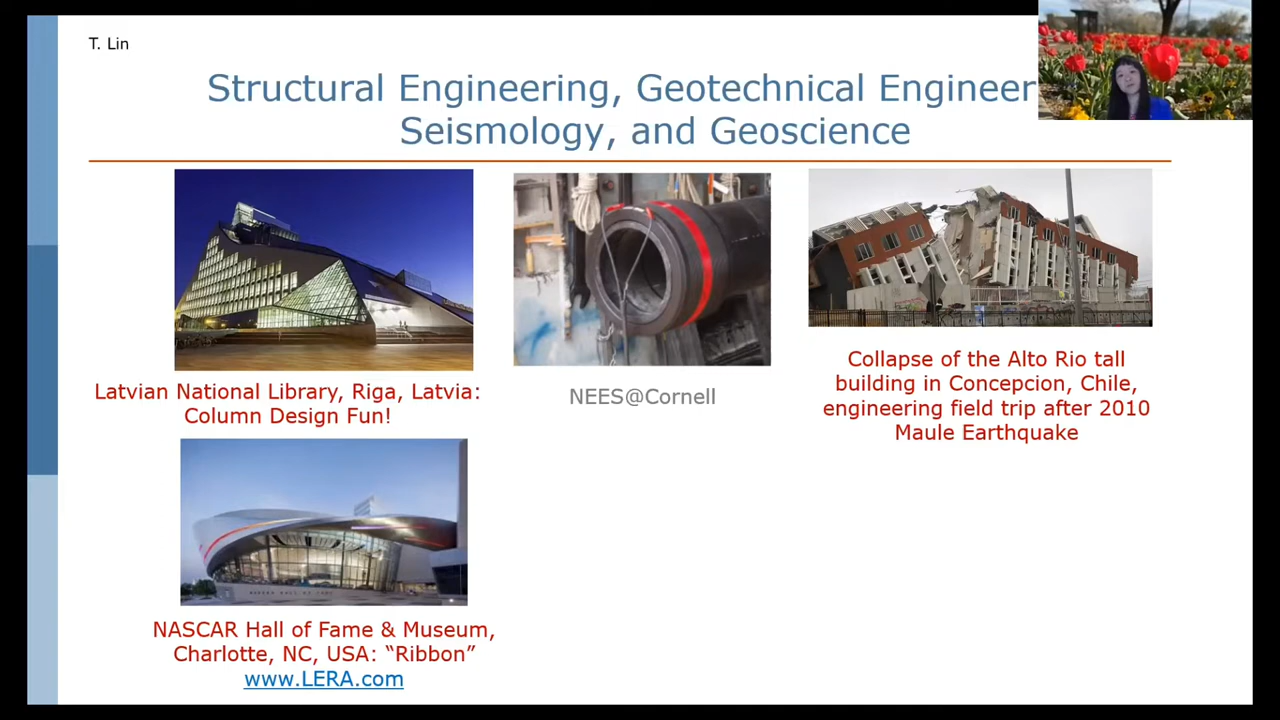 T. Lin
Structural Engineering, Geotechnical Engineer
Seismology, and Geoscience
Latvian National Library, Riga, Latvia:
Column Design Fun!
NEES@Cornell
Collapse of the Alto Rio tall
building in Concepcion, Chile,
engineering field trip after 2010
Maule Earthquake
NASCAR Hall of Fame & Museum,
Charlotte, NC, USA: “Ribbon”
www.LERA.com